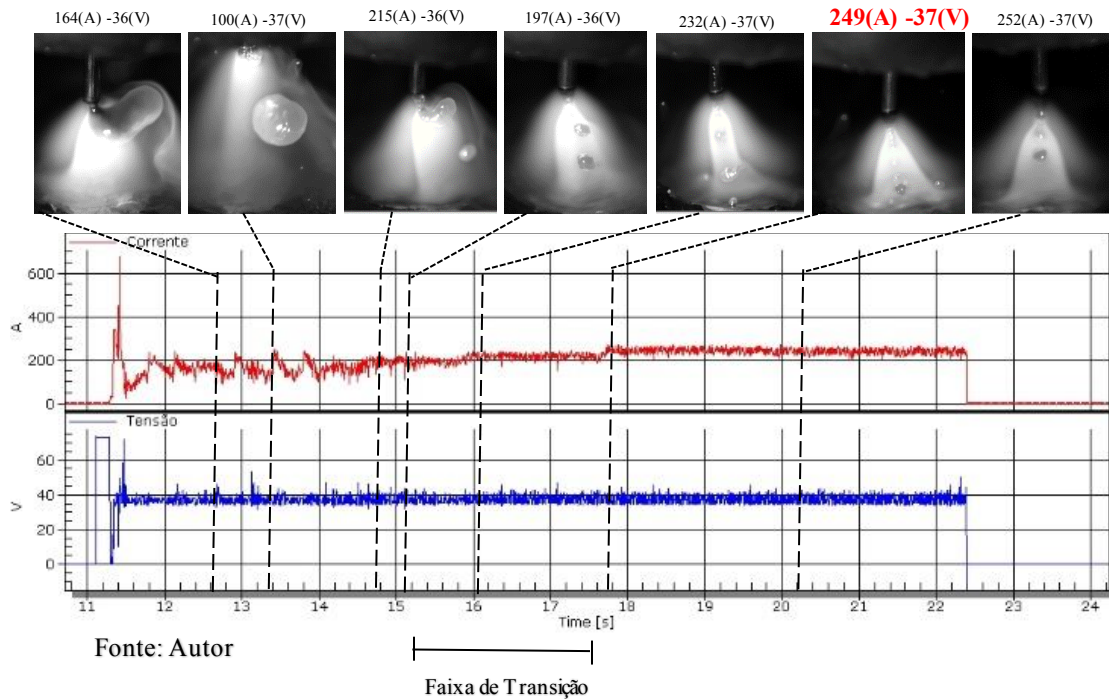 164(A) -36(V) 100(A) -37(V) 215(A) -36(V) 197(A) -36(V) 232(A) -37(V) 249(A) -37(V) 252(A) -37(V)
Corrente
600
400
A
200
0
Tensão
60
40
V
20
0
11 12 13 14 15 16 17 18 19 20 21 22 23 24
Time [s]
Fonte: Autor
Faixa de Transição